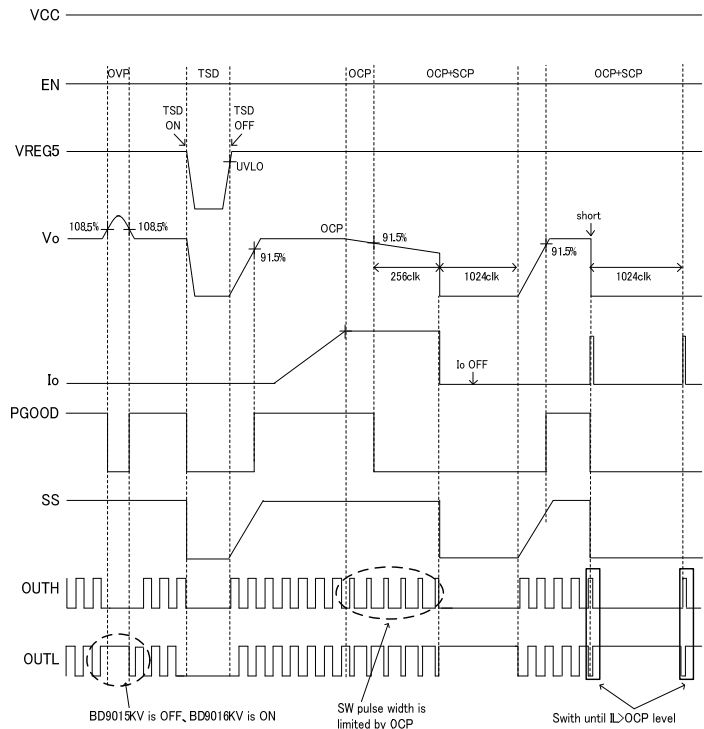 VCC
OVP
TSD
OCP
OCP+SCP
OCP+SCP
EN
TSD
ON
TSD
OFF
VREG5
UVLO
108.5%
108.5%
OCP
91.5%
short
Vo
91.5%
91.5%
256clk
1024clk
1024clk
Io OFF
Io
PGOOD
SS
OUTH
OUTL
BD9015KV is OFF、BD9016KV is ON
SW pulse width is
limited by OCP
Swith until IL>OCP level